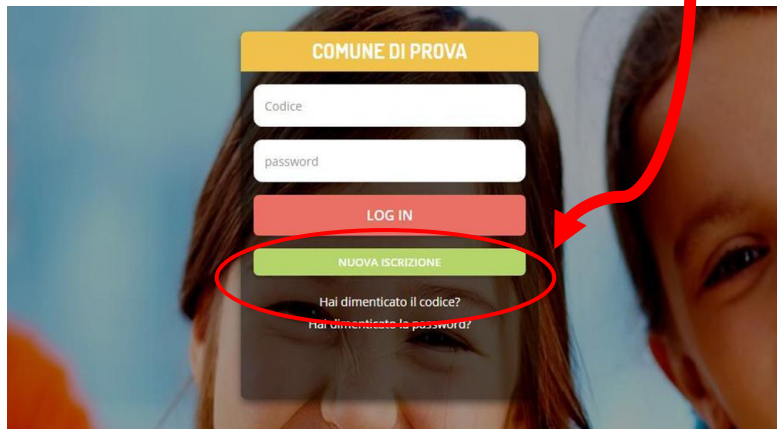 COMUNE DI PROVA
Codice
password
LOG IN
NUOVA ISCRIZIONE
Hai dimenticato il codice?
Hai dimenticato la password?